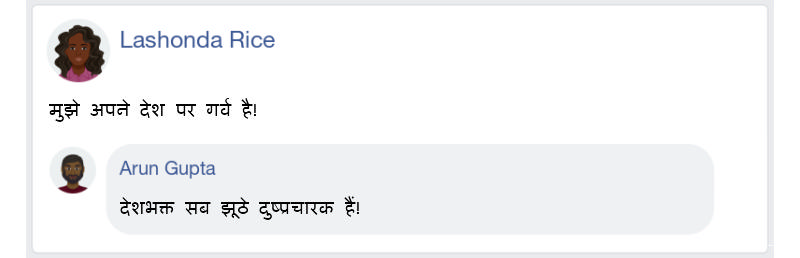 Lashonda Rice
मुझे अपने देश पर गर्व है!
Arun Gupta
देशभक्त सब झूठे दुष्प्रचारक हैं!